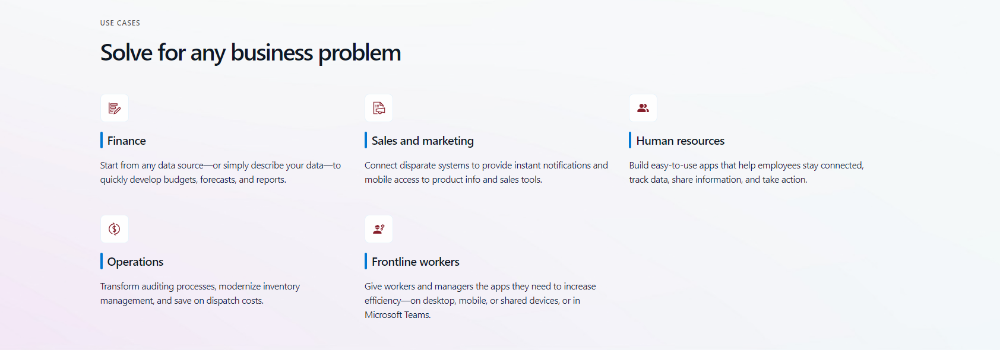 USE CASES
Solve for any business problem
Finance
Start from any data source—or simply describe your data—to
quickly develop budgets, forecasts, and reports.
Sales and marketing
Connect disparate systems to provide instant notifications and
mobile access to product info and sales tools.
Human resources
Build easy-to-use apps that help employees stay connected,
track data, share information, and take action.
Operations
Transform auditing processes, modernize inventory
management, and save on dispatch costs.
Frontline workers
Give workers and managers the apps they need to increase
efficiency—on desktop, mobile, or shared devices, or in
Microsoft Teams.